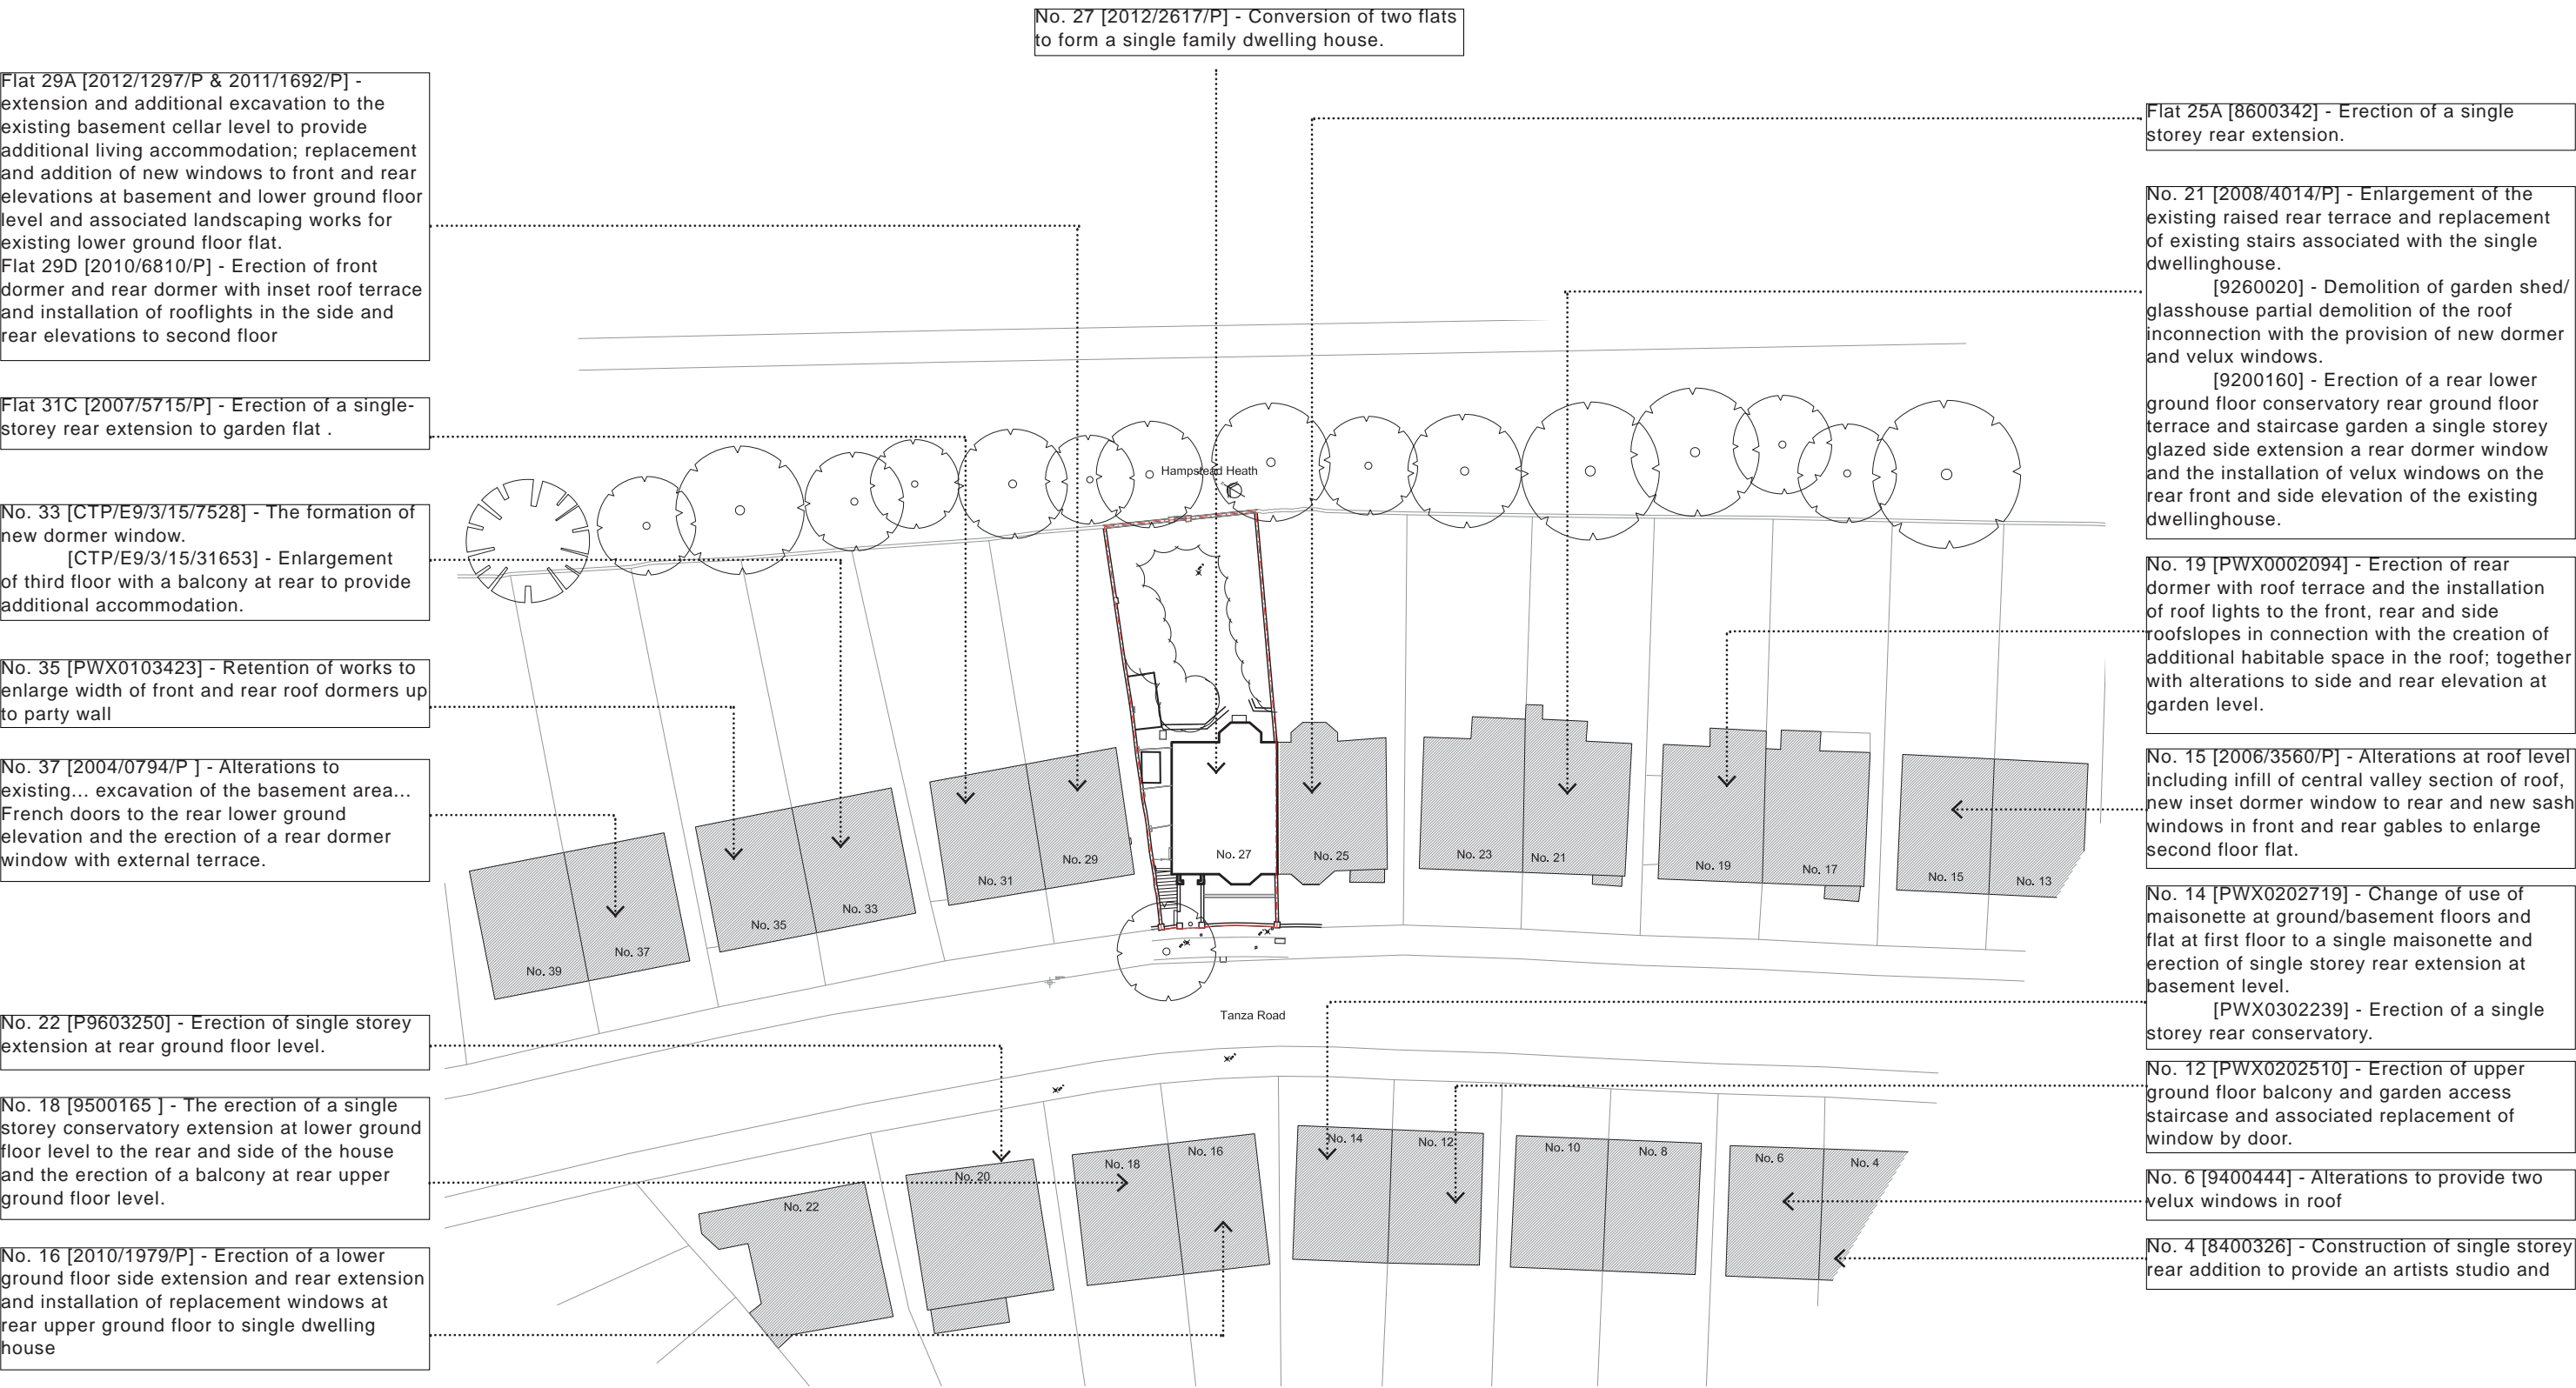 No. 27 [2012/2617/P] - Conversion of two flats
to form a single family dwelling house.
Flat 29A [2012/1297/P & 2011/1692/P] -
extension and additional excavation to the
existing basement cellar level to provide
additional living accommodation; replacement
and addition of new windows to front and rear
elevations at basement and lower ground floor
level and associated landscaping works for
existing lower ground floor flat.
Flat 29D [2010/6810/P] - Erection of front
dormer and rear dormer with inset roof terrace
and installation of rooflights in the side and
rear elevations to second floor
Flat 31C [2007/5715/P] - Erection of a single-
storey rear extension to garden flat .
No. 33 [CTP/E9/3/15/7528] - The formation of
new dormer window.
[CTP/E9/3/15/31653] - Enlargement
of third floor with a balcony at rear to provide
additional accommodation.
No. 35 [PWX0103423] - Retention of works to
enlarge width of front and rear roof dormers up
to party wall
No. 37 [2004/0794/P ] - Alterations to
existing... excavation of the basement area...
French doors to the rear lower ground
elevation and the erection of a rear dormer
window with external terrace.
No. 22 [P9603250] - Erection of single storey
extension at rear ground floor level.
No. 18 [9500165 ] - The erection of a single
storey conservatory extension at lower ground
floor level to the rear and side of the house
and the erection of a balcony at rear upper
ground floor level.
No. 16 [2010/1979/P] - Erection of a lower
ground floor side extension and rear extension
and installation of replacement windows at
rear upper ground floor to single dwelling
house
Flat 25A [8600342] - Erection of a single
storey rear extension.
No. 21 [2008/4014/P] - Enlargement of the
existing raised rear terrace and replacement
of existing stairs associated with the single
dwellinghouse.
[9260020] - Demolition of garden shed/
glasshouse partial demolition of the roof
inconnection with the provision of new dormer
and velux windows.
[9200160] - Erection of a rear lower
ground floor conservatory rear ground floor
terrace and staircase garden a single storey
glazed side extension a rear dormer window
and the installation of velux windows on the
rear front and side elevation of the existing
dwellinghouse.
No. 19 [PWX0002094] - Erection of rear
dormer with roof terrace and the installation
of roof lights to the front, rear and side
roofslopes in connection with the creation of
additional habitable space in the roof; together
with alterations to side and rear elevation at
garden level.
No. 15 [2006/3560/P] - Alterations at roof level
including infill of central valley section of roof,
new inset dormer window to rear and new sash
windows in front and rear gables to enlarge
second floor flat.
No. 14 [PWX0202719] - Change of use of
maisonette at ground/basement floors and
flat at first floor to a single maisonette and
erection of single storey rear extension at
basement level.
[PWX0302239] - Erection of a single
storey rear conservatory.
No. 12 [PWX0202510] - Erection of upper
ground floor balcony and garden access
staircase and associated replacement of
window by door.
No. 6 [9400444] - Alterations to provide two
velux windows in roof
No. 4 [8400326] - Construction of single storey
rear addition to provide an artists studio and
Hampstead Heath
No. 39
No. 37
No. 35
No. 33
No. 31
No. 29
No. 27
No. 25
No. 23
No. 21
No. 19
No. 17
No. 15
No. 13
Tanza Road
No. 22
No. 20
No. 18
No. 16
No. 14
No. 12
No. 10
No. 8
No. 6
No. 4